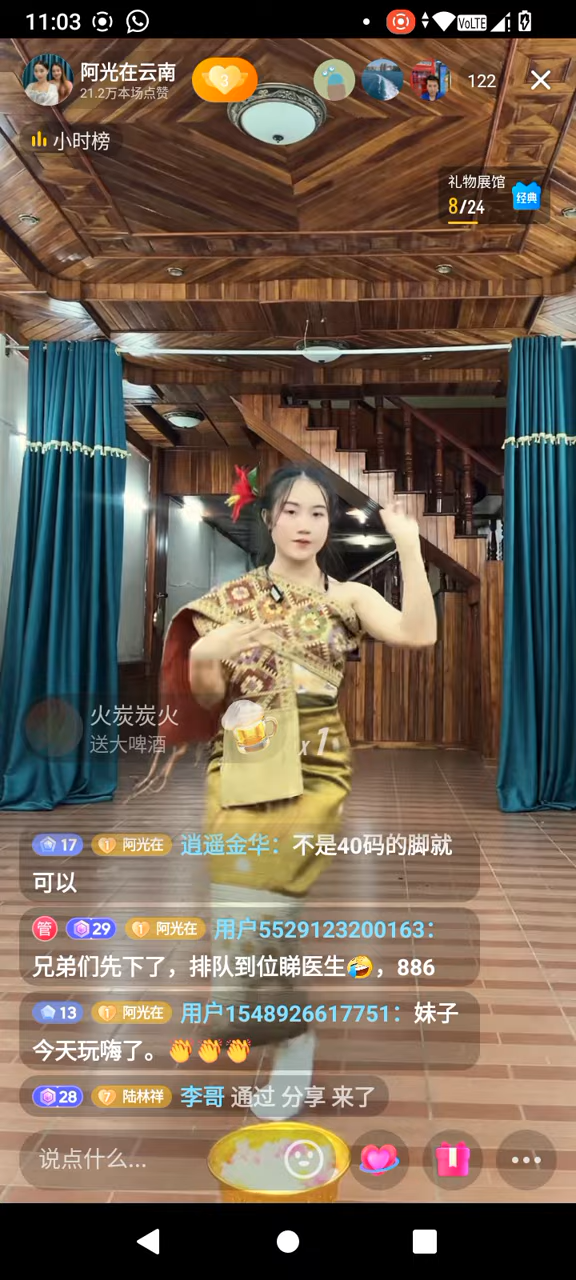 11:03
VoLTE
阿光在云南
21.2万本场点赞
3
122
小时榜
礼物展馆
8/24
经典
火炭炭火
送大啤酒
x1
17 1 阿光在 逍遥金华：不是40码的脚就
可以
管 29 1 阿光在 用户5529123200163：
兄弟们先下了，排队到位睇医生🤣，886
13 1 阿光在 用户1548926617751：妹子
今天玩嗨了。👏👏👏
28 7 陆林祥 李哥 通过 分享 来了
说点什么...